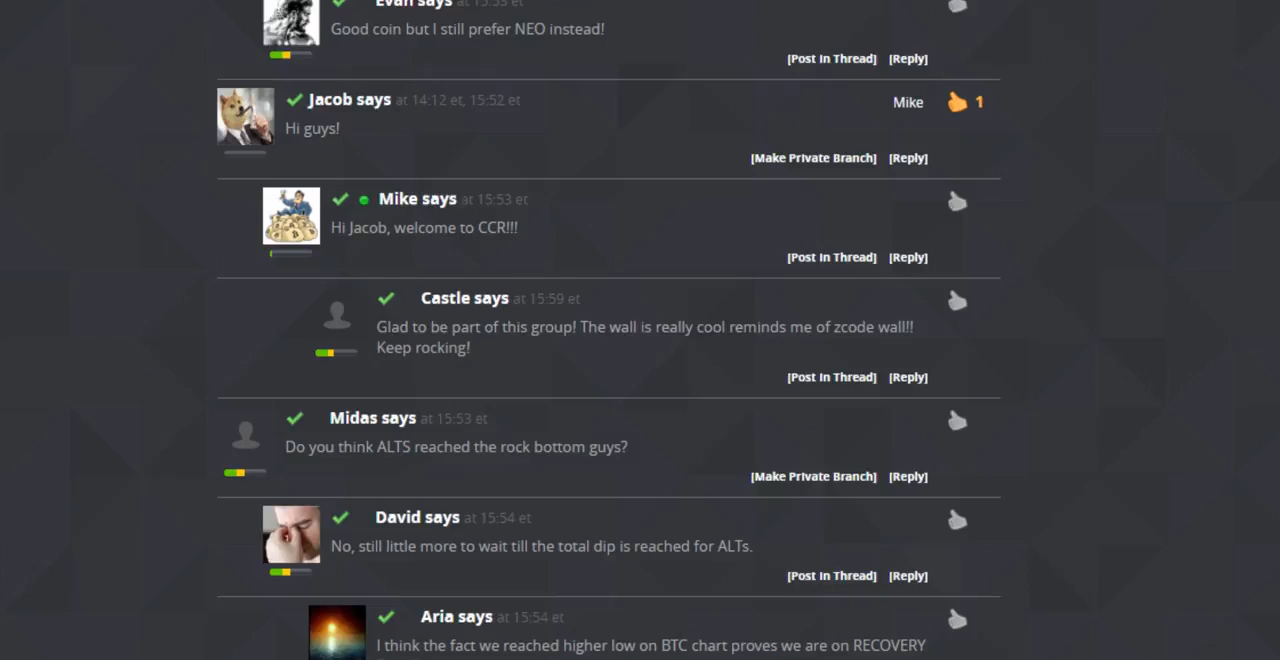 Evan says at 15:53 et
Good coin but I still prefer NEO instead!
[Post In Thread] [Reply]
Jacob says at 14:12 et, 15:52 et Mike 1
Hi guys!
[Make Private Branch] [Reply]
Mike says at 15:53 et
Hi Jacob, welcome to CCR!!!
[Post In Thread] [Reply]
Castle says at 15:59 et
Glad to be part of this group! The wall is really cool reminds me of zcode wall!!
Keep rocking!
[Post In Thread] [Reply]
Midas says at 15:53 et
Do you think ALTS reached the rock bottom guys?
[Make Private Branch] [Reply]
David says at 15:54 et
No, still little more to wait till the total dip is reached for ALTs.
[Post In Thread] [Reply]
Aria says at 15:54 et
I think the fact we reached higher low on BTC chart proves we are on RECOVERY